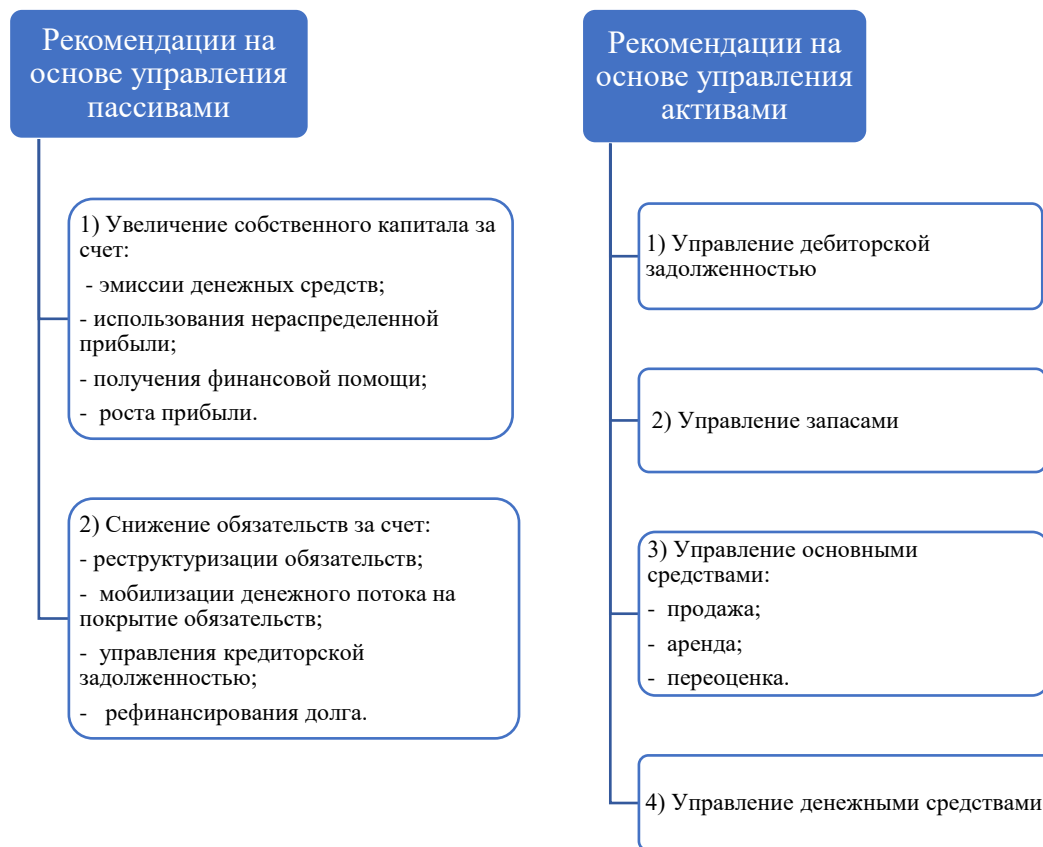 Рекомендации на
основе управления
пассивами
1) Увеличение собственного капитала за
счет:
- эмиссии денежных средств;
- использования нераспределенной
прибыли;
- получения финансовой помощи;
- роста прибыли.
2) Снижение обязательств за счет:
- реструктуризации обязательств;
- мобилизации денежного потока на
покрытие обязательств;
- управления кредиторской
задолженностью;
- рефинансирования долга.
Рекомендации на
основе управления
активами
1) Управление дебиторской
задолженностью
2) Управление запасами
3) Управление основными
средствами:
- продажа;
- аренда;
- переоценка.
4) Управление денежными средствами